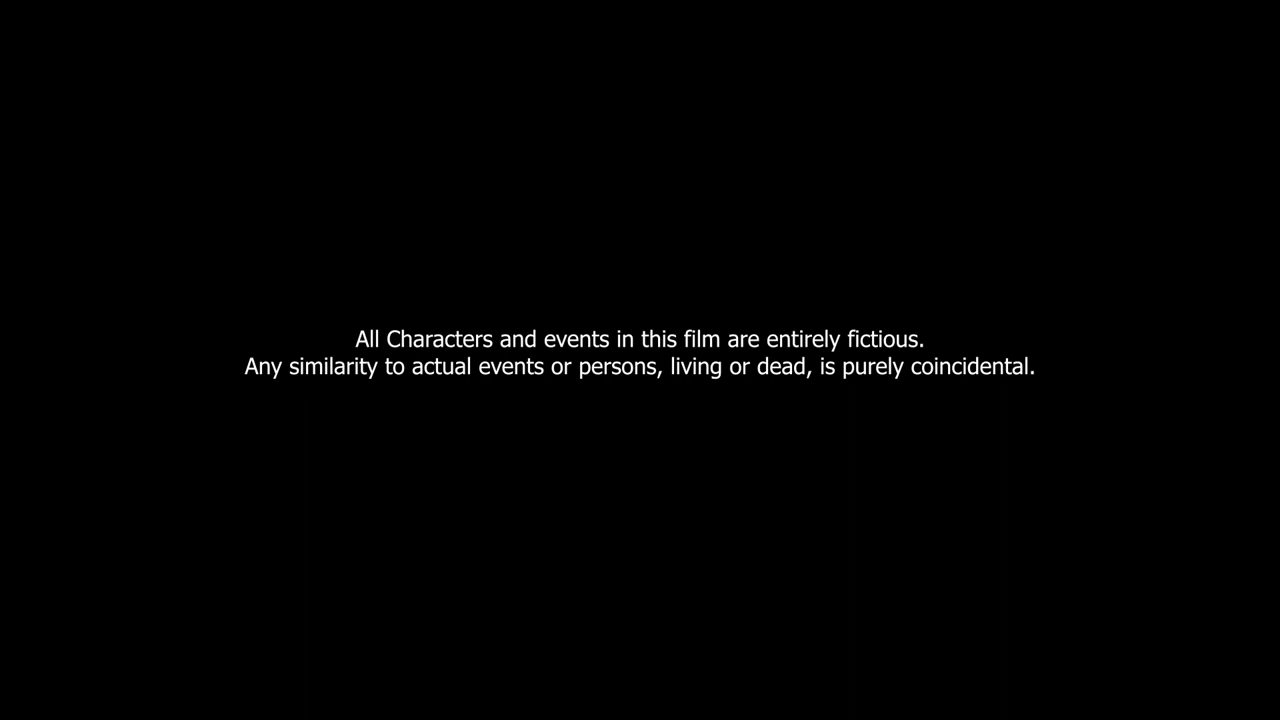 All Characters and events in this film are entirely fictious.
Any similarity to actual events or persons, living or dead, is purely coincidental.